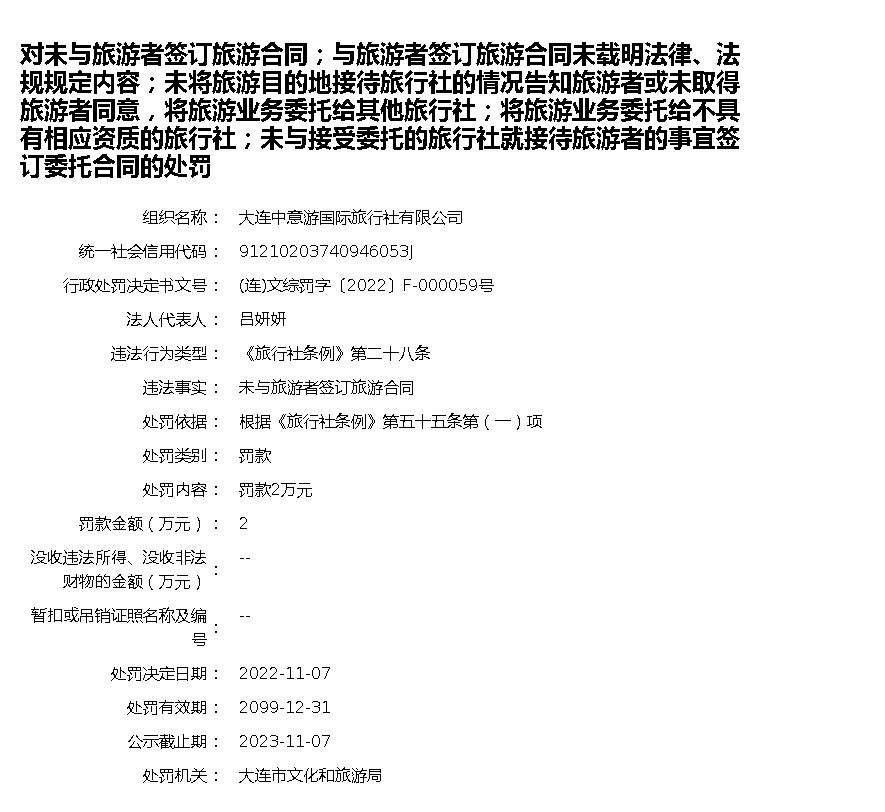 对未与旅游者签订旅游合同；与旅游者签订旅游合同未载明法律、法
规规定内容；未将旅游目的地接待旅行社的情况告知旅游者或未取得
旅游者同意，将旅游业务委托给其他旅行社；将旅游业务委托给不具
有相应资质的旅行社；未与接受委托的旅行社就接待旅游者的事宜签
订委托合同的处罚
组织名称： 大连中意游国际旅行社有限公司
统一社会信用代码： 91210203740946053J
行政处罚决定书文号： (连)文综罚字〔2022〕F-000059号
法人代表人： 吕妍妍
违法行为类型： 《旅行社条例》第二十八条
违法事实： 未与旅游者签订旅游合同
处罚依据： 根据《旅行社条例》第五十五条第（一）项
处罚类别： 罚款
处罚内容： 罚款2万元
罚款金额（万元）： 2
没收违法所得、没收非法
财物的金额（万元）： --
暂扣或吊销证照名称及编
号： --
处罚决定日期： 2022-11-07
处罚有效期： 2099-12-31
公示截止期： 2023-11-07
处罚机关： 大连市文化和旅游局